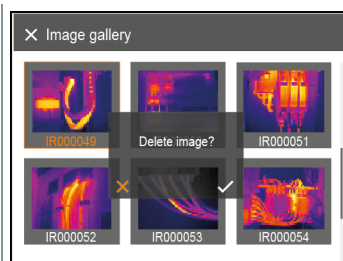 Image gallery
IR000049
Delete image?
IR000051
IR000052
IR000053
IR000054